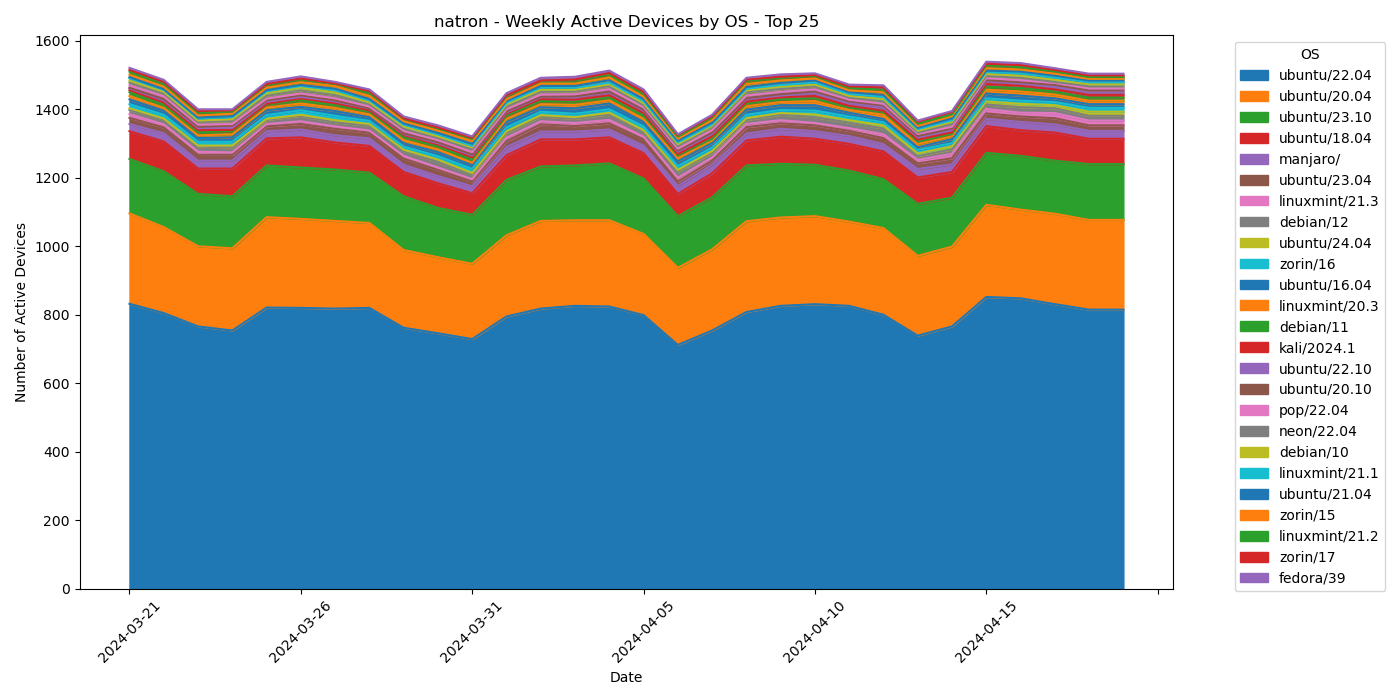 natron - Weekly Active Devices by OS - Top 25
Number of Active Devices
1600
1400
1200
1000
800
600
400
200
0
2024-03-21
2024-03-26
2024-03-31
2024-04-05
2024-04-10
2024-04-15
Date
OS
ubuntu/22.04
ubuntu/20.04
ubuntu/23.10
ubuntu/18.04
manjaro/
ubuntu/23.04
linuxmint/21.3
debian/12
ubuntu/24.04
zorin/16
ubuntu/16.04
linuxmint/20.3
debian/11
kali/2024.1
ubuntu/22.10
ubuntu/20.10
pop/22.04
neon/22.04
debian/10
linuxmint/21.1
ubuntu/21.04
zorin/15
linuxmint/21.2
zorin/17
fedora/39